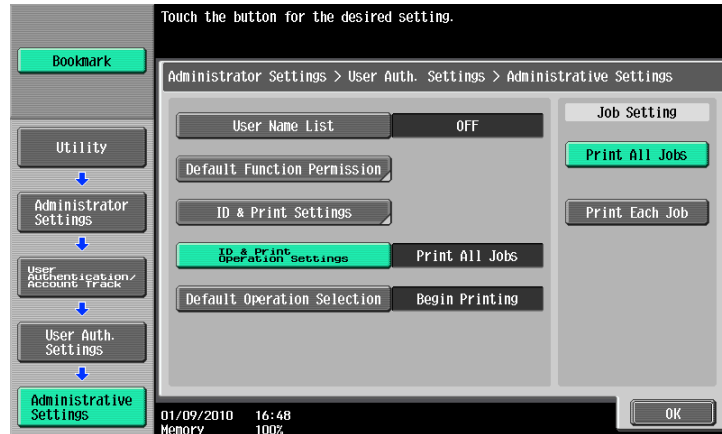 Touch the button for the desired setting.
Bookmark
Administrator Settings > User Auth. Settings > Administrative Settings
Utility
Administrator
Settings
User
Authentication/
Account Track
User Auth.
Settings
Administrative
Settings
User Name List OFF
Default Function Permission
ID & Print Settings
ID & Print
Operation Settings
Print All Jobs
Default Operation Selection Begin Printing
Job Setting
Print All Jobs
Print Each Job
01/09/2010 16:48
Memory 100%
OK